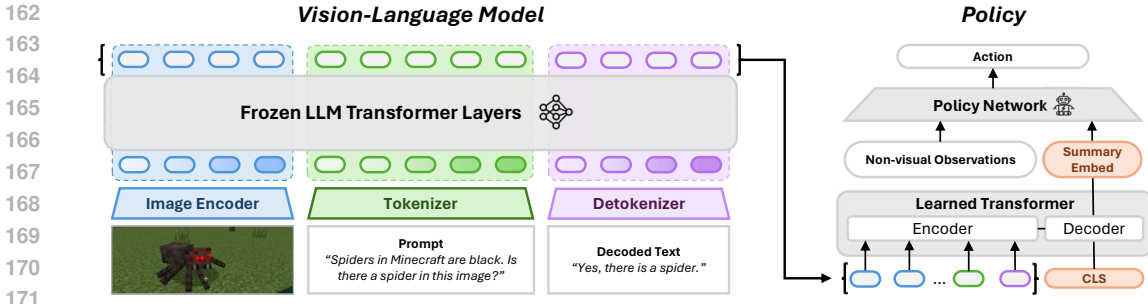 162
163
164
165
166
167
168
169
170
171
Vision-Language Model
Frozen LLM Transformer Layers
Image Encoder
Tokenizer
Detokenizer
Prompt
“Spiders in Minecraft are black. Is
there a spider in this image?”
Decoded Text
“Yes, there is a spider.”
Policy
Action
Policy Network
Non-visual Observations
Summary
Embed
Learned Transformer
Encoder
Decoder
...
CLS